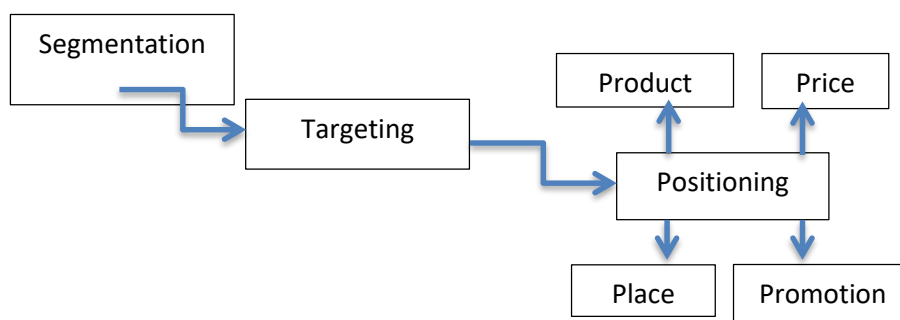 Segmentation
Product
Price
Targeting
Positioning
Place
Promotion